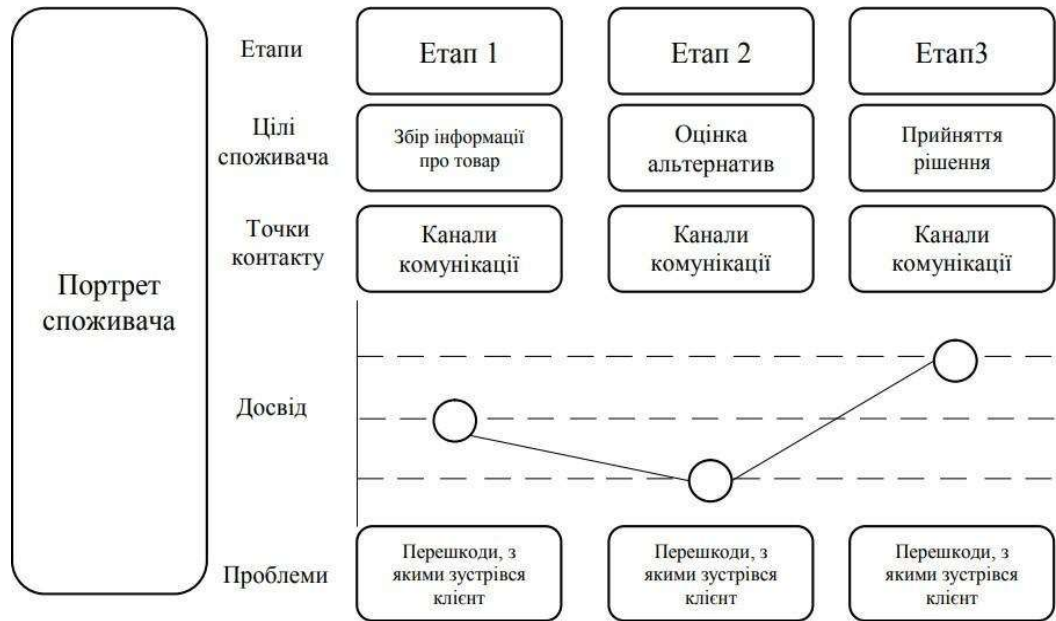 Портрет
споживача
Етапи
Етап 1
Етап 2
Етап3
Цілі
споживача
Збір інформації
про товар
Оцінка
альтернатив
Прийняття
рішення
Точки
контакту
Канали
комунікації
Канали
комунікації
Канали
комунікації
Досвід
Проблеми
Перешкоди, з
якими зустрівся
клієнт
Перешкоди, з
якими зустрівся
клієнт
Перешкоди, з
якими зустрівся
клієнт